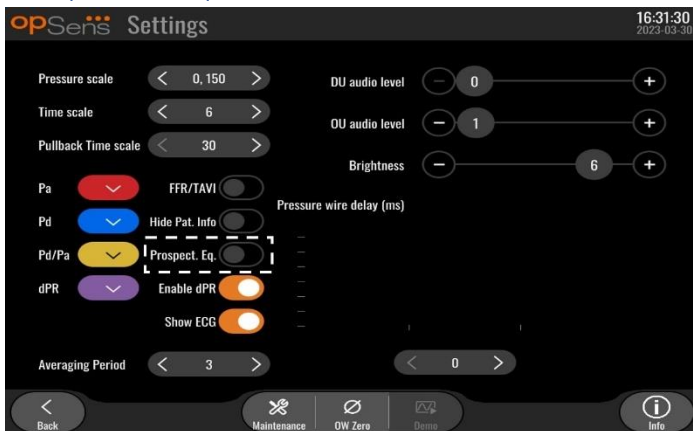 opSens Settings
16:31:30
2023-03-30
Pressure scale
0, 150
Time scale
6
Pullback Time scale
30
DU audio level
0
OU audio level
1
Brightness
6
Pa
FFR/TAVI
Pressure wire delay (ms)
Pd
Hide Pat. Info
Pd/Pa
Prospect. Eq.
dPR
Enable dPR
Show ECG
Averaging Period
3
0
Back
Maintenance
OW Zero
Demo
Info